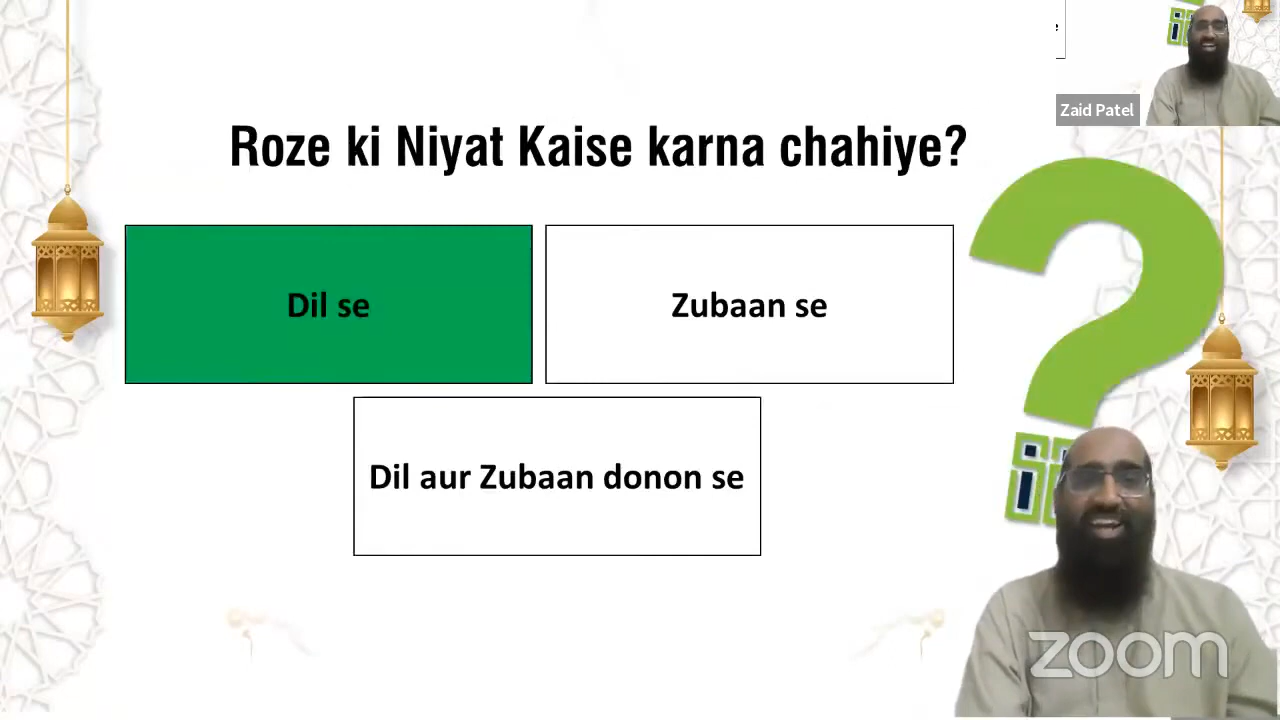 Zaid Patel
Roze ki Niyat Kaise karna chahiye?
Dil se
Zubaan se
Dil aur Zubaan donon se
zoom